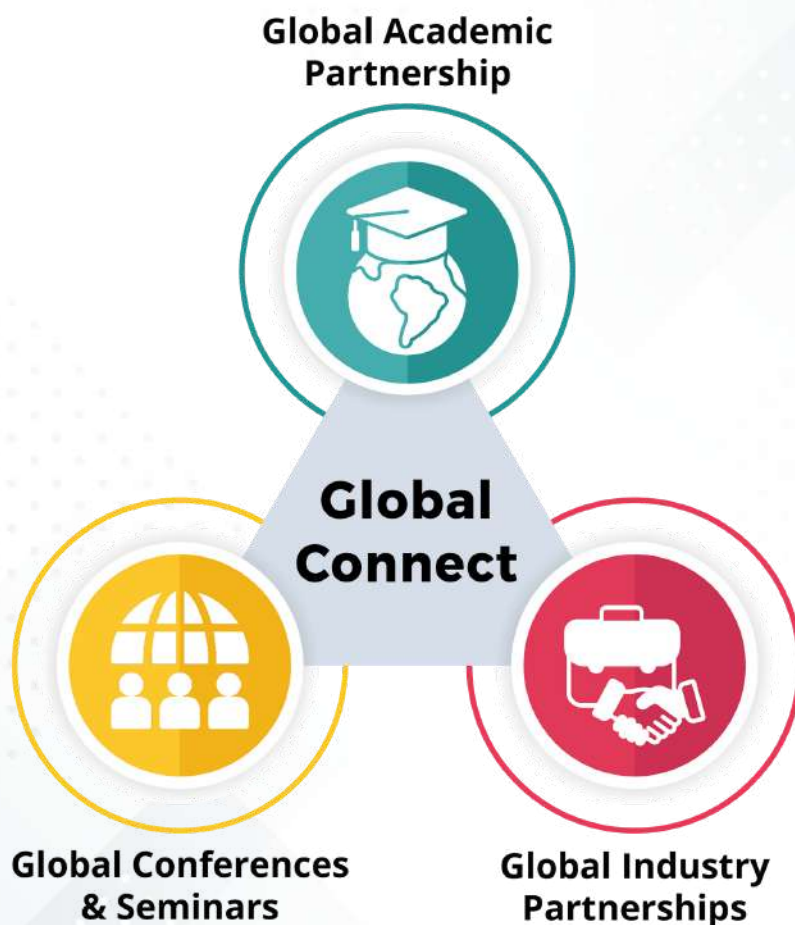 Global Academic
Partnership
Global
Connect
Global Conferences
& Seminars
Global Industry
Partnerships